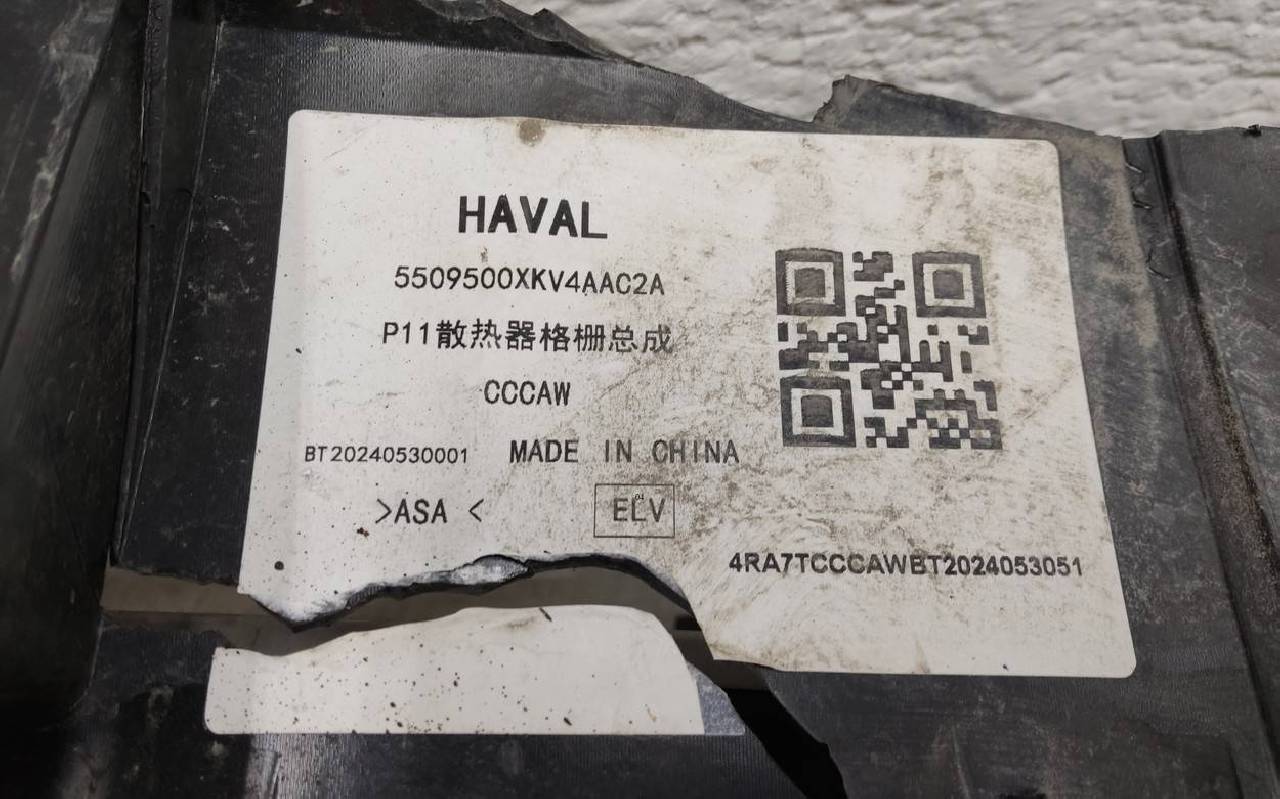 HAVAL
5509500XKV4AAC2A
P11散热器格栅总成
CCCAW
BT20240530001 MADE IN CHINA
>ASA < ELV
4RA7TCCCAWBT2024053051